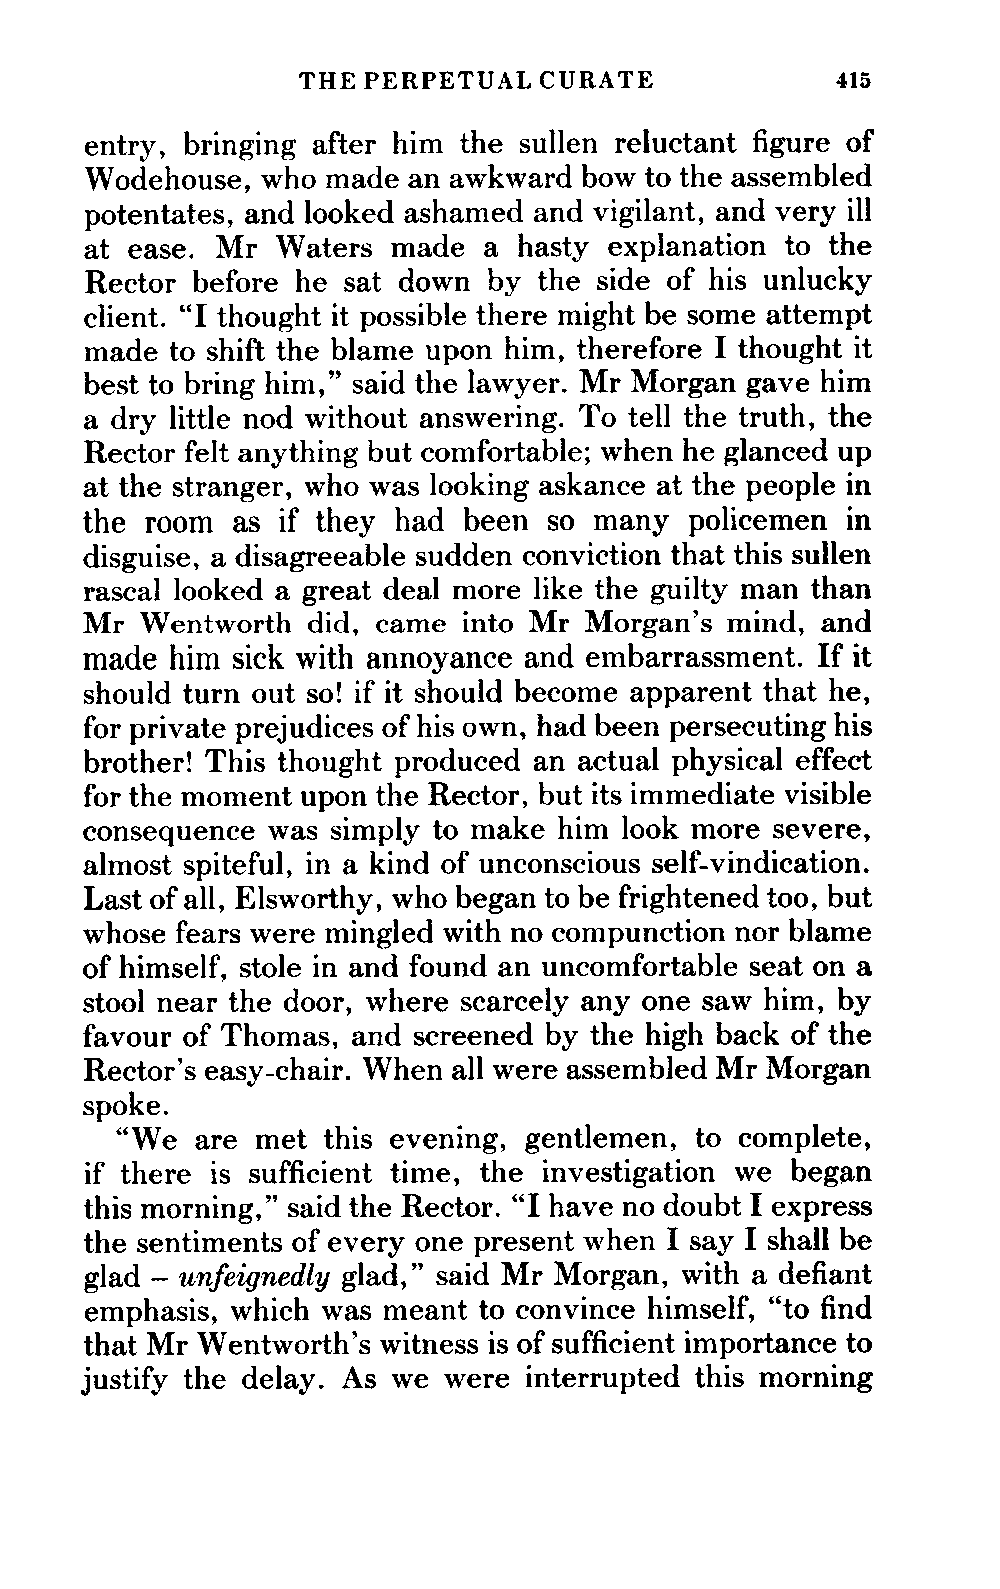 THE PERPETUAL CURATE 415
entry, bringing after him the sullen reluctant figure of
Wodehouse, who made an awkward bow to the assembled
potentates, and looked ashamed and vigilant, and very ill
at ease. Mr Waters made a hasty explanation to the
Rector before he sat down by the side of his unlucky
client. “I thought it possible there might be some attempt
made to shift the blame upon him, therefore I thought it
best to bring him,” said the lawyer. Mr Morgan gave him
a dry little nod without answering. To tell the truth, the
Rector felt anything but comfortable; when he glanced up
at the stranger, who was looking askance at the people in
the room as if they had been so many policemen in
disguise, a disagreeable sudden conviction that this sullen
rascal looked a great deal more like the guilty man than
Mr Wentworth did, came into Mr Morgan’s mind, and
made him sick with annoyance and embarrassment. If it
should turn out so! if it should become apparent that he,
for private prejudices of his own, had been persecuting his
brother! This thought produced an actual physical effect
for the moment upon the Rector, but its immediate visible
consequence was simply to make him look more severe,
almost spiteful, in a kind of unconscious self-vindication.
Last of all, Elsworthy, who began to be frightened too, but
whose fears were mingled with no compunction nor blame
of himself, stole in and found an uncomfortable seat on a
stool near the door, where scarcely any one saw him, by
favour of Thomas, and screened by the high back of the
Rector’s easy-chair. When all were assembled Mr Morgan
spoke.
“We are met this evening, gentlemen, to complete,
if there is sufficient time, the investigation we began
this morning,” said the Rector. “I have no doubt I express
the sentiments of every one present when I say I shall be
glad – unfeignedly glad,” said Mr Morgan, with a defiant
emphasis, which was meant to convince himself, “to find
that Mr Wentworth’s witness is of sufficient importance to
justify the delay. As we were interrupted this morning